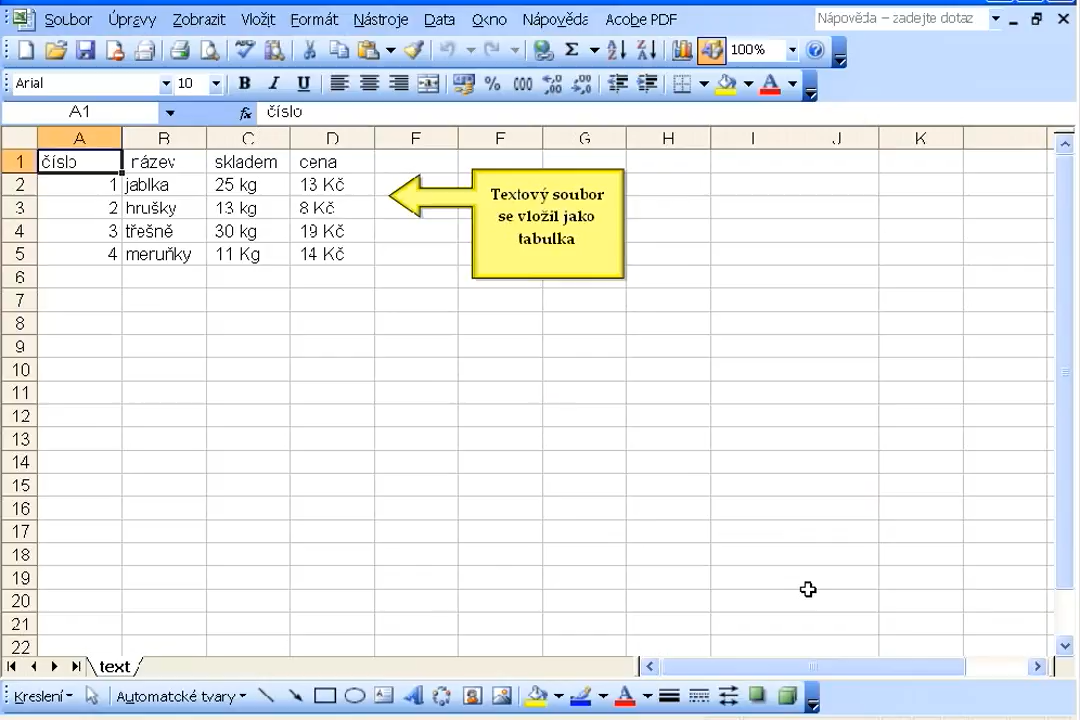 Soubor Úpravy Zobrazit Vložit Formát Nástroje Data Okno Nápověda Acobe PDF Nápověda – zadejte dotaz
100%
Arial 10 B I U % 000
A1 fx číslo
A B C D E F G H I J K
1 číslo název skladem cena
2 1 jablka 25 kg 13 Kč
3 2 hrušky 13 kg 8 Kč
4 3 třešně 30 kg 19 Kč
5 4 meruňky 11 Kg 14 Kč
Textový soubor
se vložil jako
tabulka
6
7
8
9
10
11
12
13
14
15
16
17
18
19
20
21
22
text
Kreslení Automatcké tvary